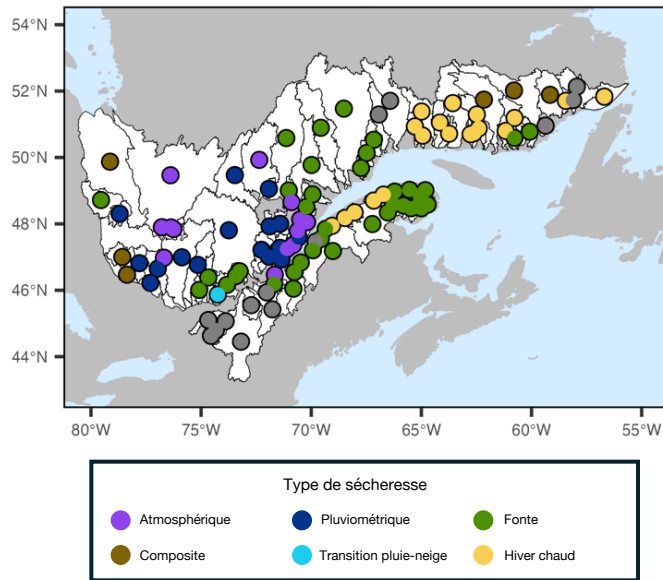 54°N
52°N
50°N
48°N
46°N
44°N
80°W 75°W 70°W 65°W 60°W 55°W
Type de sécheresse
Atmosphérique Pluviométrique Fonte
Composite Transition pluie-neige Hiver chaud